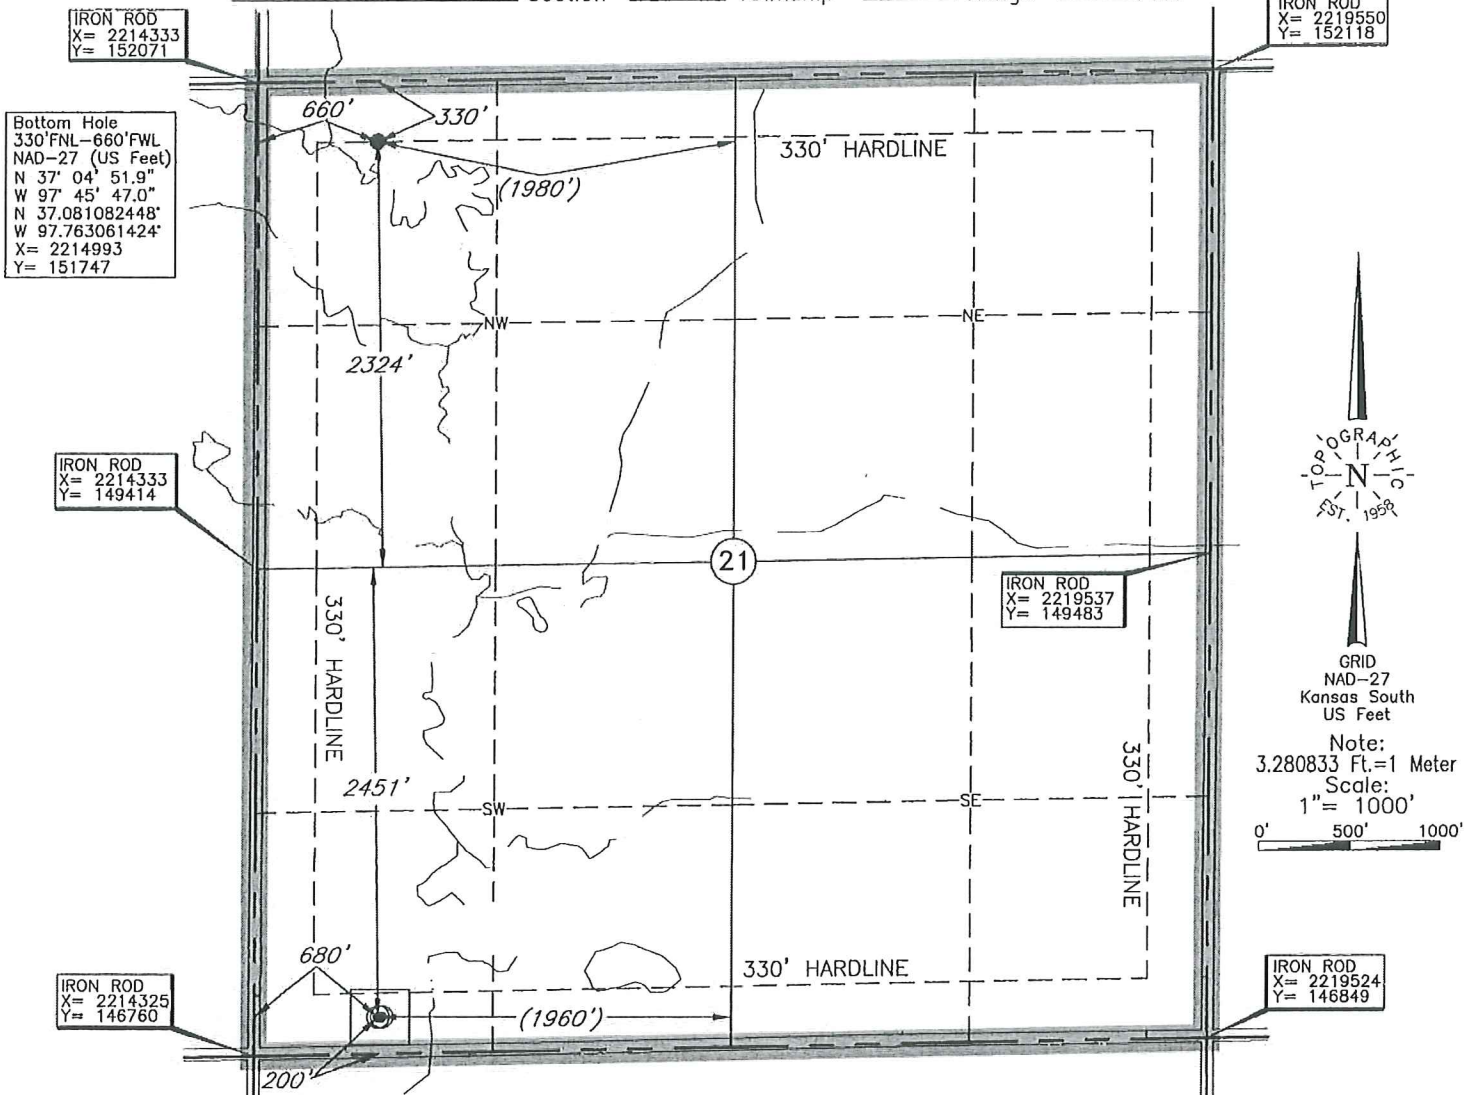 IRON ROD
X= 2214333
Y= 152071
IRON ROD
X= 2219550
Y= 152118
Bottom Hole
330'FNL-660'FWL
NAD-27 (US Feet)
N 37° 04' 51.9"
W 97° 45' 47.0"
N 37.081082448°
W 97.763061424°
X= 2214993
Y= 151747
660'
330'
(1980')
330' HARDLINE
NW
NE
2324'
IRON ROD
X= 2214333
Y= 149414
21
IRON ROD
X= 2219537
Y= 149483
330' HARDLINE
TOPOGRAPHIC
N
EST. 1958
GRID
NAD-27
Kansas South
US Feet
Note:
3.280833 Ft.=1 Meter
Scale:
1"= 1000'
0' 500' 1000'
2451'
SW
SE
330' HARDLINE
680'
330' HARDLINE
IRON ROD
X= 2214325
Y= 146760
(1960')
IRON ROD
X= 2219524
Y= 146849
200'